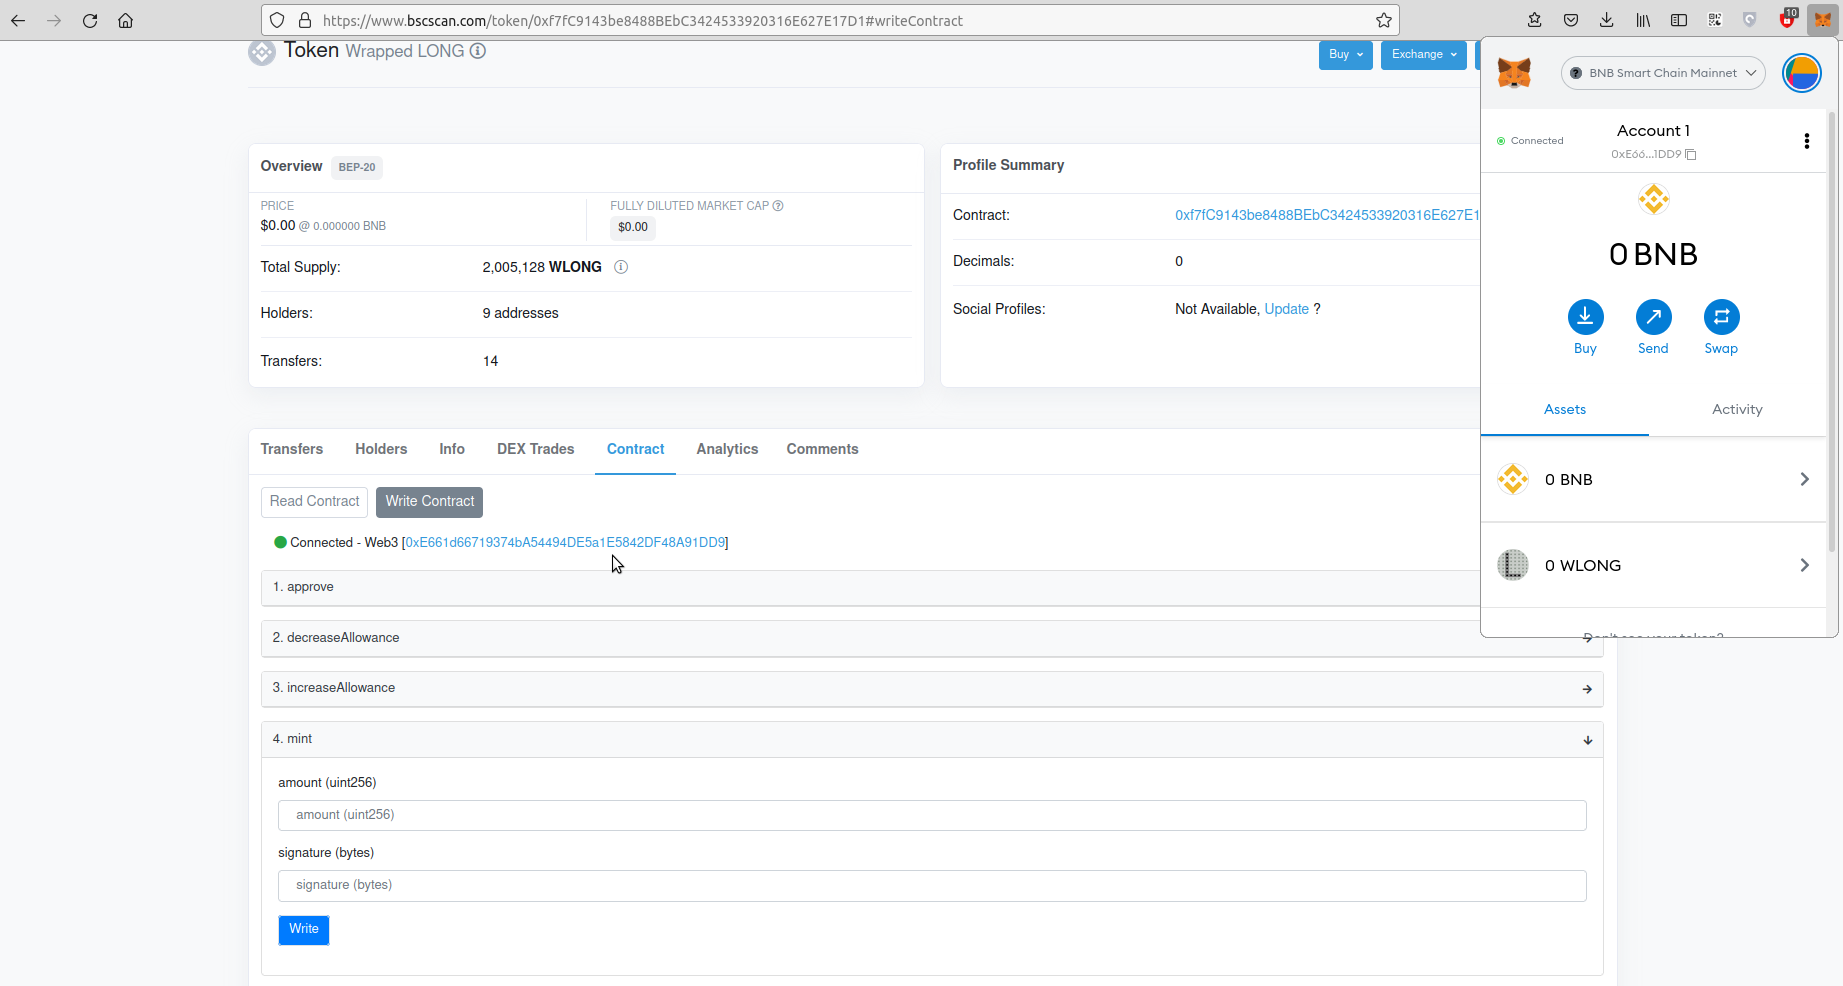 https://www.bscscan.com/token/0xf7fC9143be8488BEbC3424533920316E627E17D1#writeContract
10
Token Wrapped LONG
Buy
Exchange
BNB Smart Chain Mainnet
Connected
Account 1
0xE66...1DD9
0 BNB
Buy
Send
Swap
Assets
Activity
0 BNB
0 WLONG
Don't see your token?
Overview
BEP-20
PRICE
$0.00 @ 0.000000 BNB
FULLY DILUTED MARKET CAP
$0.00
Total Supply:
2,005,128 WLONG
Holders:
9 addresses
Transfers:
14
Profile Summary
Contract:
0xf7fC9143be8488BEbC3424533920316E627E1
Decimals:
0
Social Profiles:
Not Available, Update ?
Transfers
Holders
Info
DEX Trades
Contract
Analytics
Comments
Read Contract
Write Contract
Connected - Web3 [0xE661d66719374bA54494DE5a1E5842DF48A91DD9]
1. approve
2. decreaseAllowance
3. increaseAllowance
4. mint
amount (uint256)
amount (uint256)
signature (bytes)
signature (bytes)
Write